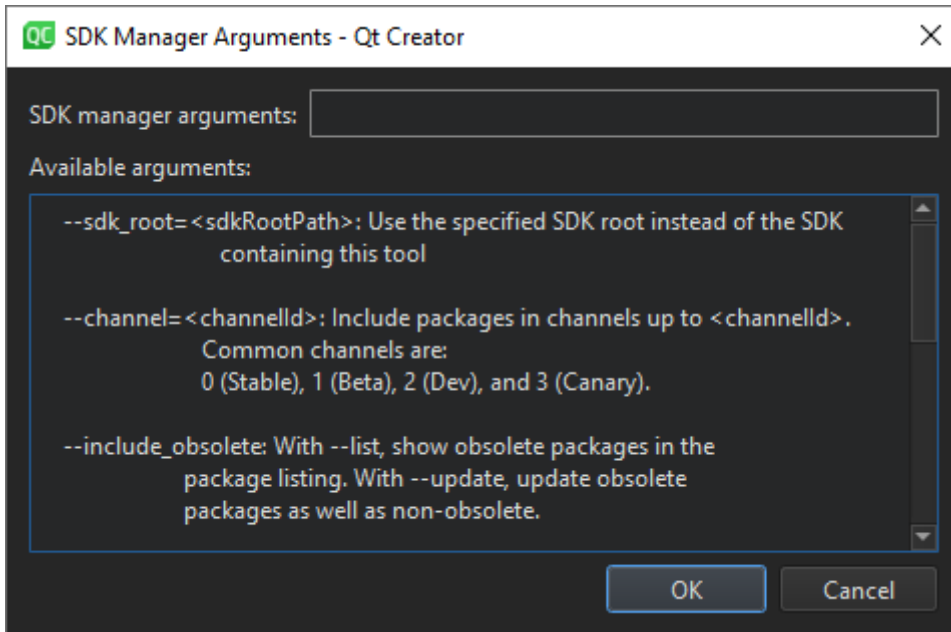 QC SDK Manager Arguments - Qt Creator
SDK manager arguments:
Available arguments:
--sdk_root=<sdkRootPath>: Use the specified SDK root instead of the SDK
containing this tool
--channel=<channelId>: Include packages in channels up to <channelId>.
Common channels are:
0 (Stable), 1 (Beta), 2 (Dev), and 3 (Canary).
--include_obsolete: With --list, show obsolete packages in the
package listing. With --update, update obsolete
packages as well as non-obsolete.
OK Cancel